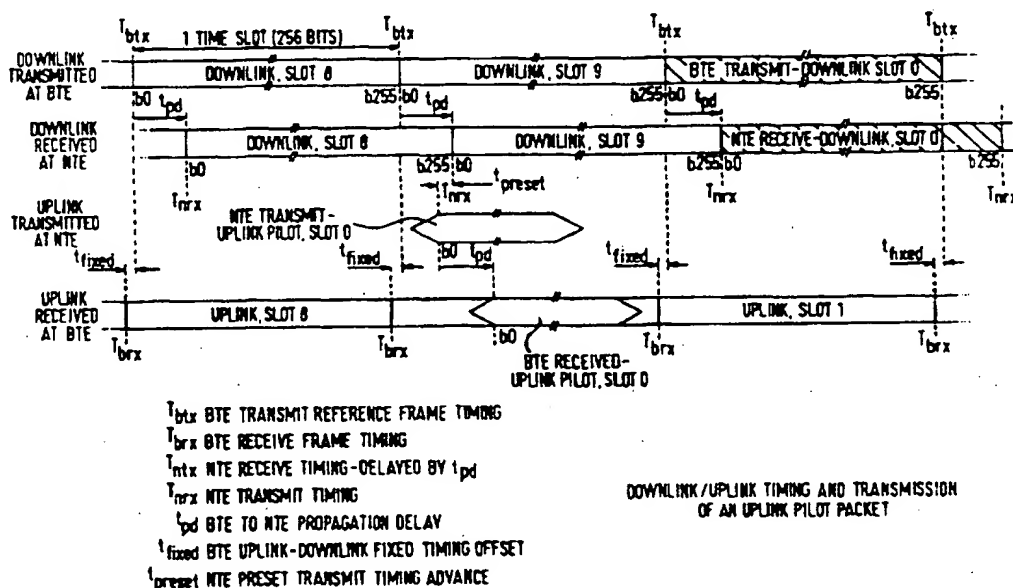 Tbtx Tbtx Tbtx Tbtx
1 TIME SLOT (256 BITS)
DOWNLINK TRANSMITTED AT BTE
DOWNLINK, SLOT 8 DOWNLINK, SLOT 9 BTE TRANSMIT-DOWNLINK SLOT 0
b0 b255 b0 b255 b0 b255
tpd tpd tpd
DOWNLINK RECEIVED AT NTE
DOWNLINK, SLOT 8 DOWNLINK, SLOT 9 NTE RECEIVE-DOWNLINK, SLOT 0
b0 b255 b0 b255 b0 b255
Tnrx Tnrx Tnrx Tnrx
tpreset
UPLINK TRANSMITTED AT NTE
NTE TRANSMIT-
UPLINK PILOT, SLOT 0
b0 tpd
tfixed tfixed tfixed tfixed
UPLINK RECEIVED AT BTE
UPLINK, SLOT 8 UPLINK, SLOT 1
b0
Tbrx Tbrx Tbrx Tbrx
BTE RECEIVED-
UPLINK PILOT, SLOT 0
Tbtx BTE TRANSMIT REFERENCE FRAME TIMING
Tbrx BTE RECEIVE FRAME TIMING
Tntx NTE RECEIVE TIMING-DELAYED BY tpd
Tnrx NTE TRANSMIT TIMING
tpd BTE TO NTE PROPAGATION DELAY
tfixed BTE UPLINK-DOWNLINK FIXED TIMING OFFSET
tpreset NTE PRESET TRANSMIT TIMING ADVANCE
DOWNLINK/UPLINK TIMING AND TRANSMISSION
OF AN UPLINK PILOT PACKET